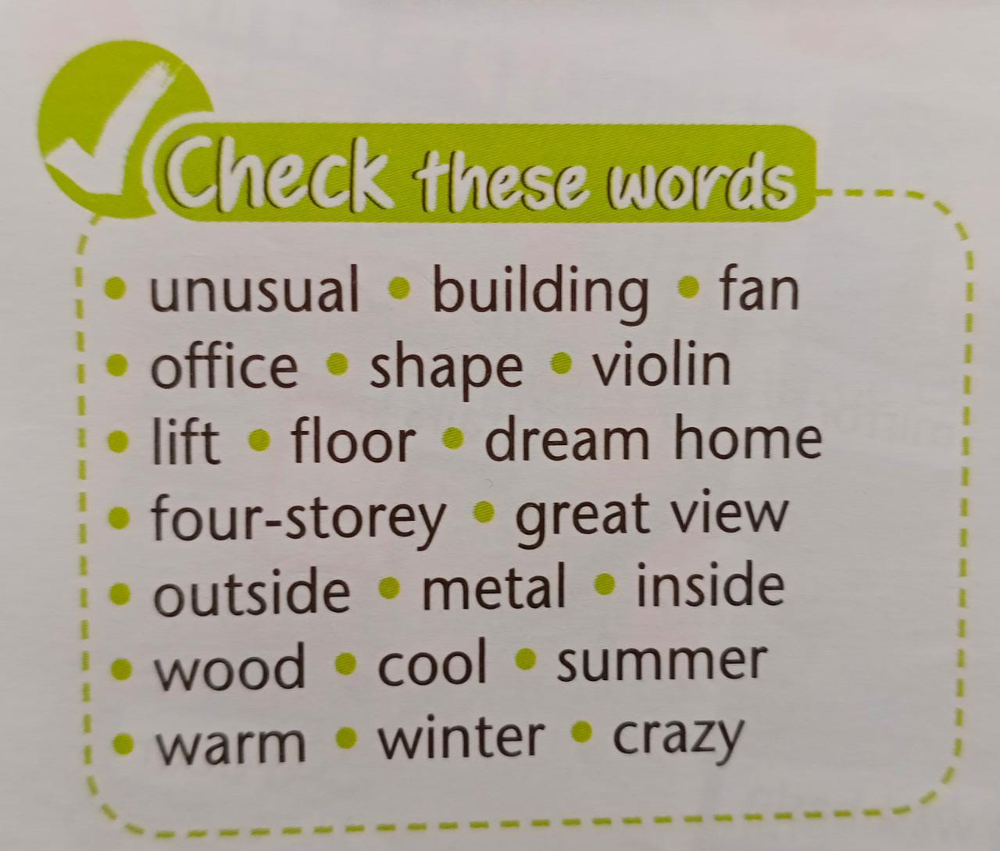 Check these words
• unusual • building • fan
• office • shape • violin
• lift • floor • dream home
• four-storey • great view
• outside • metal • inside
• wood • cool • summer
• warm • winter • crazy